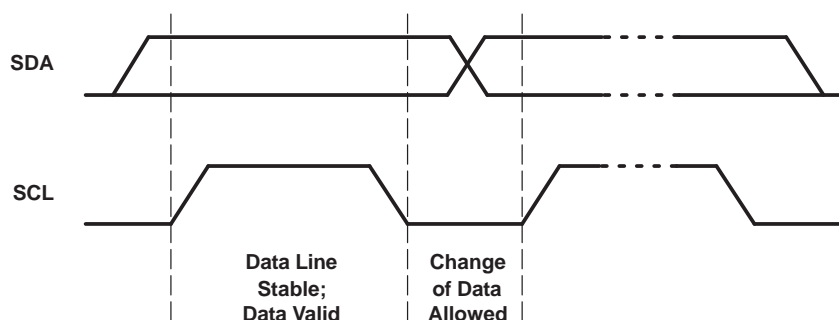 SDA
SCL
Data Line
Stable;
Data Valid
Change
of Data
Allowed